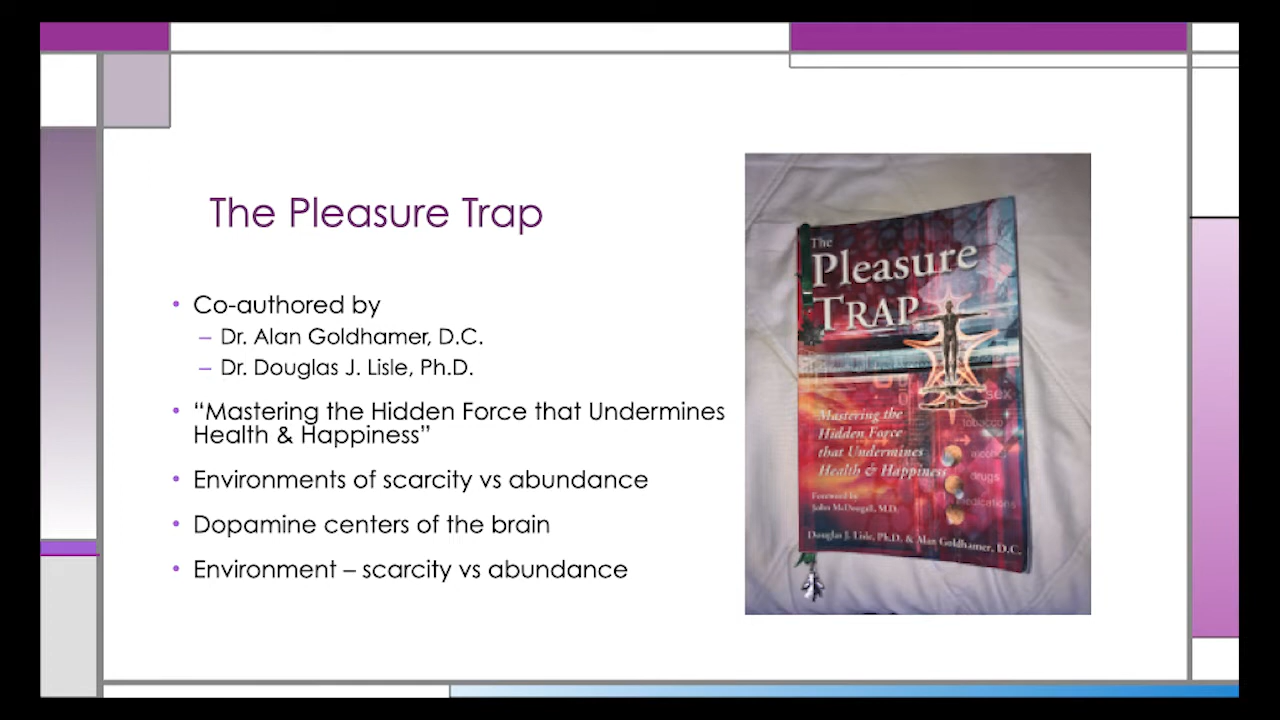 The Pleasure Trap
• Co-authored by
– Dr. Alan Goldhamer, D.C.
– Dr. Douglas J. Lisle, Ph.D.
• “Mastering the Hidden Force that Undermines
Health & Happiness”
• Environments of scarcity vs abundance
• Dopamine centers of the brain
• Environment – scarcity vs abundance
The
Pleasure
TRAP
Mastering the
Hidden Force
that Undermines
Health & Happiness
sex
tobacco
alcohol
drugs
medications
Foreword by
John McDougall, M.D.
Douglas J. Lisle, Ph.D. & Alan Goldhamer, D.C.